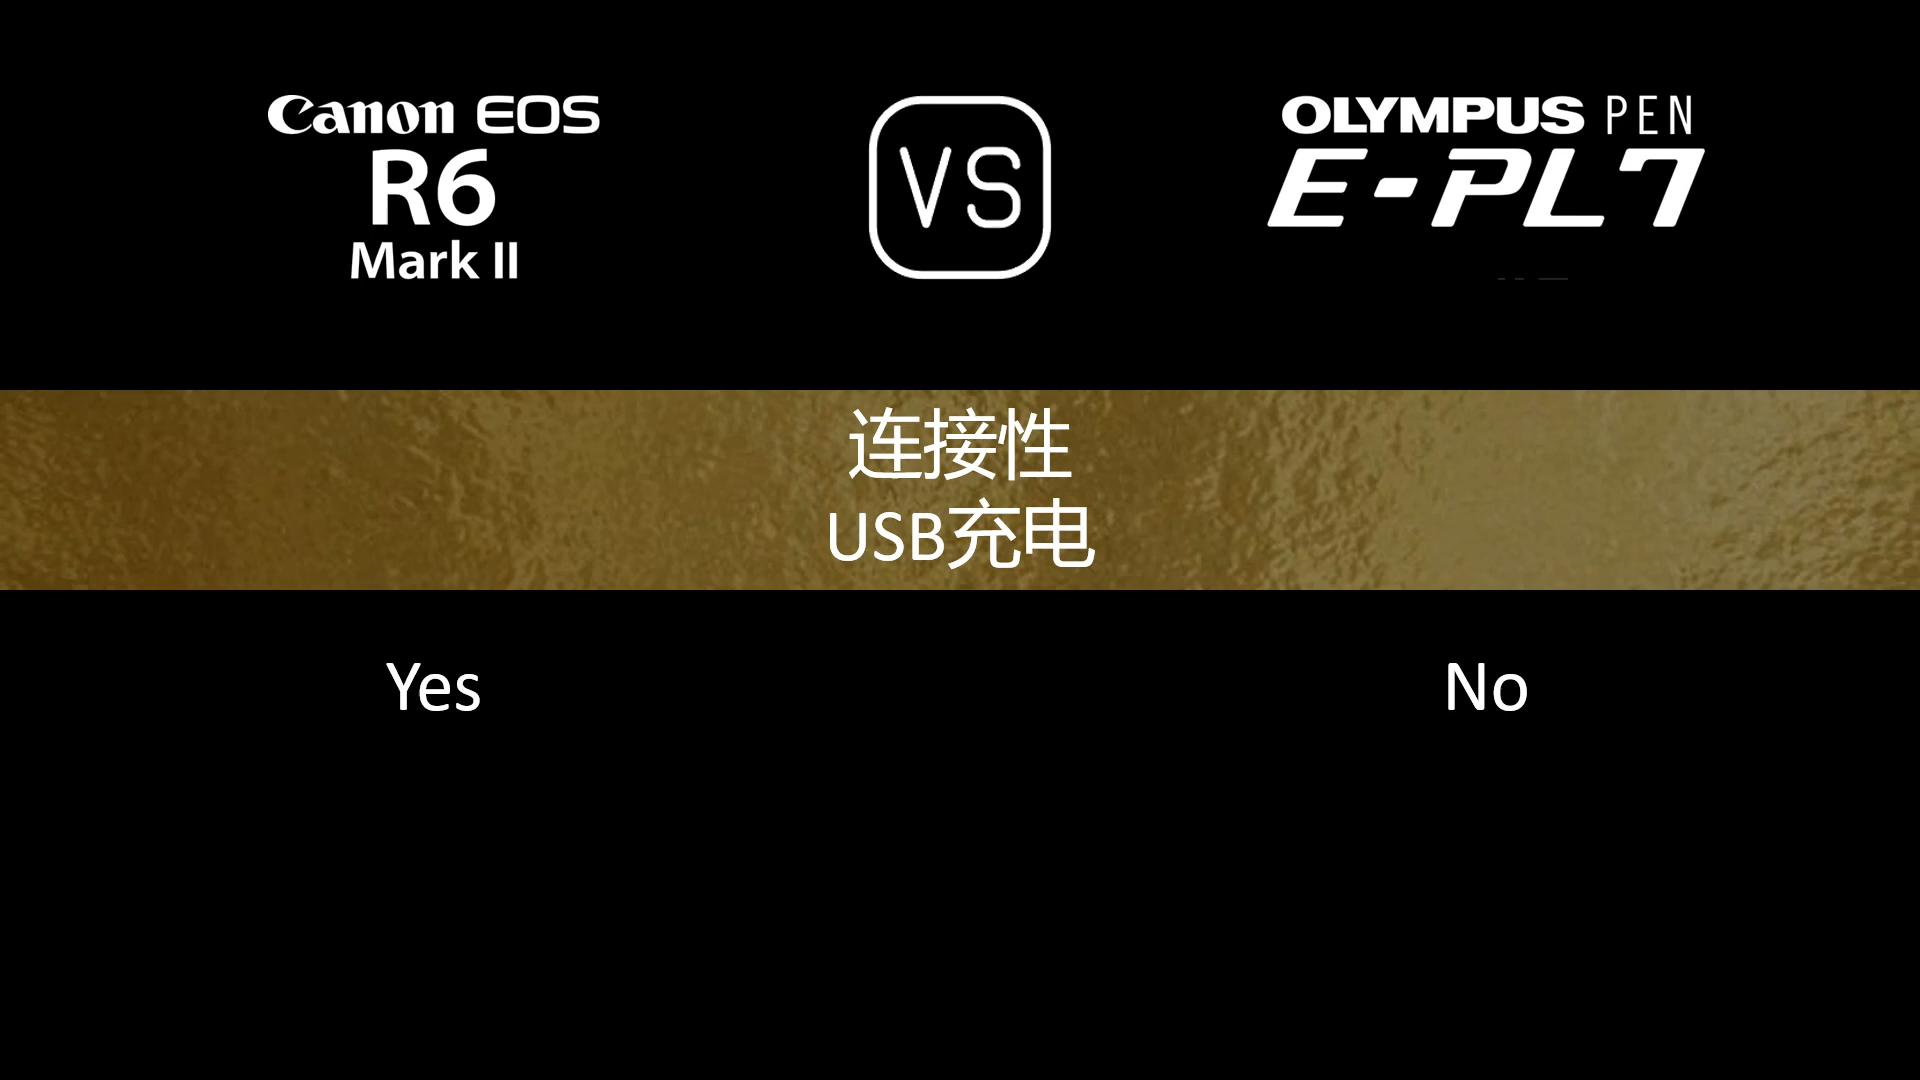 Canon EOS
R6
Mark II
VS
OLYMPUS PEN
E-PL7
连接性
USB充电
Yes
No